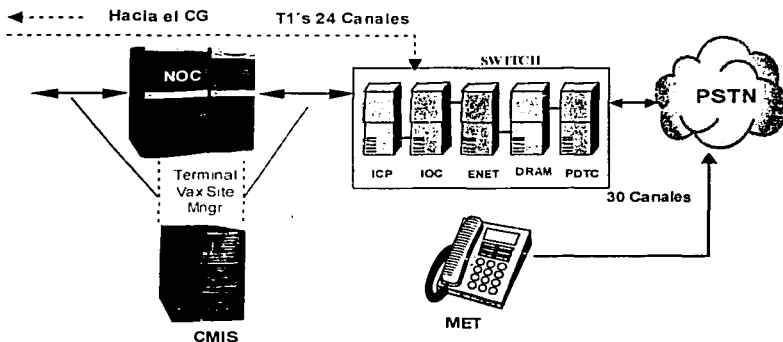 Hacia el CG
T1´s 24 Canales
SWITCH
NOC
PSTN
ICP
IOC
ENET
DRAM
PDTC
Terminal
Vax Site
Mngr
30 Canales
MET
CMIS